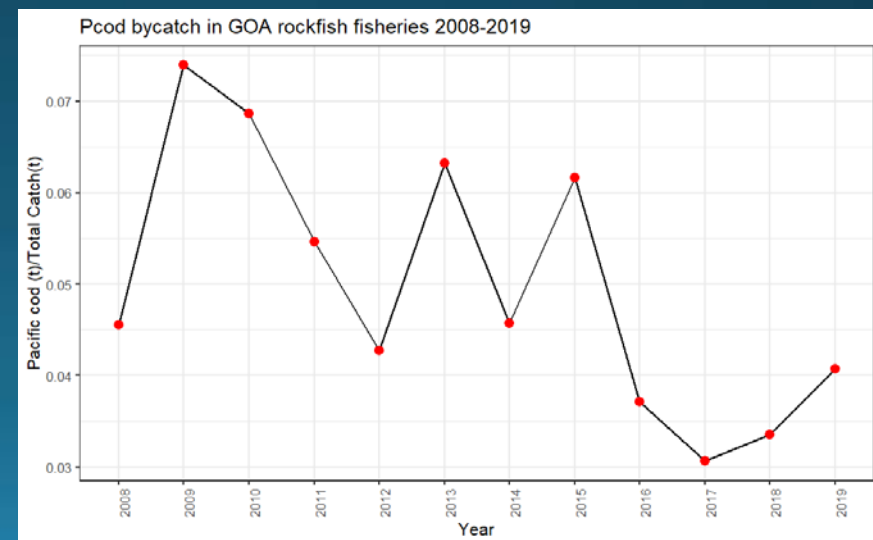 Pcod bycatch in GOA rockfish fisheries 2008-2019
Pacific cod (t)/Total Catch(t)
0.07
0.06
0.05
0.04
0.03
2008 2009 2010 2011 2012 2013 2014 2015 2016 2017 2018 2019
Year